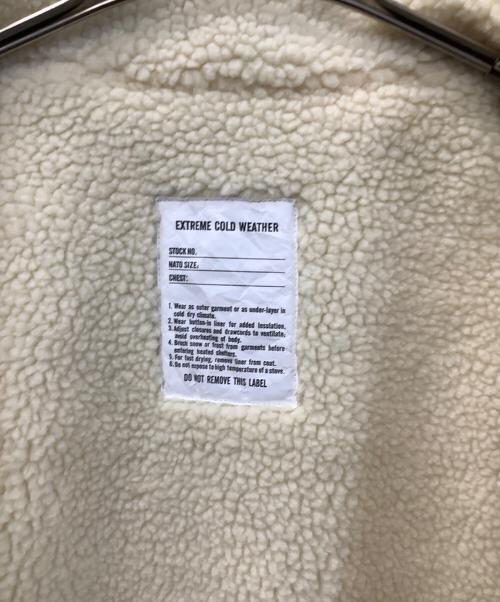 EXTREME COLD WEATHER
STOCK NO.
NATO SIZE:
CHEST:
1. Wear as outer garment or as under-layer in
cold dry climate.
2. Wear button-in liner for added insulation.
3. Adjust closures and drawcords to ventilate,
avoid overheating of body.
4. Brush snow or frost from garments before
entering heated shelters.
5. For fast drying, remove liner from coat.
6. Do not expose to high temperature of a stove.
DO NOT REMOVE THIS LABEL